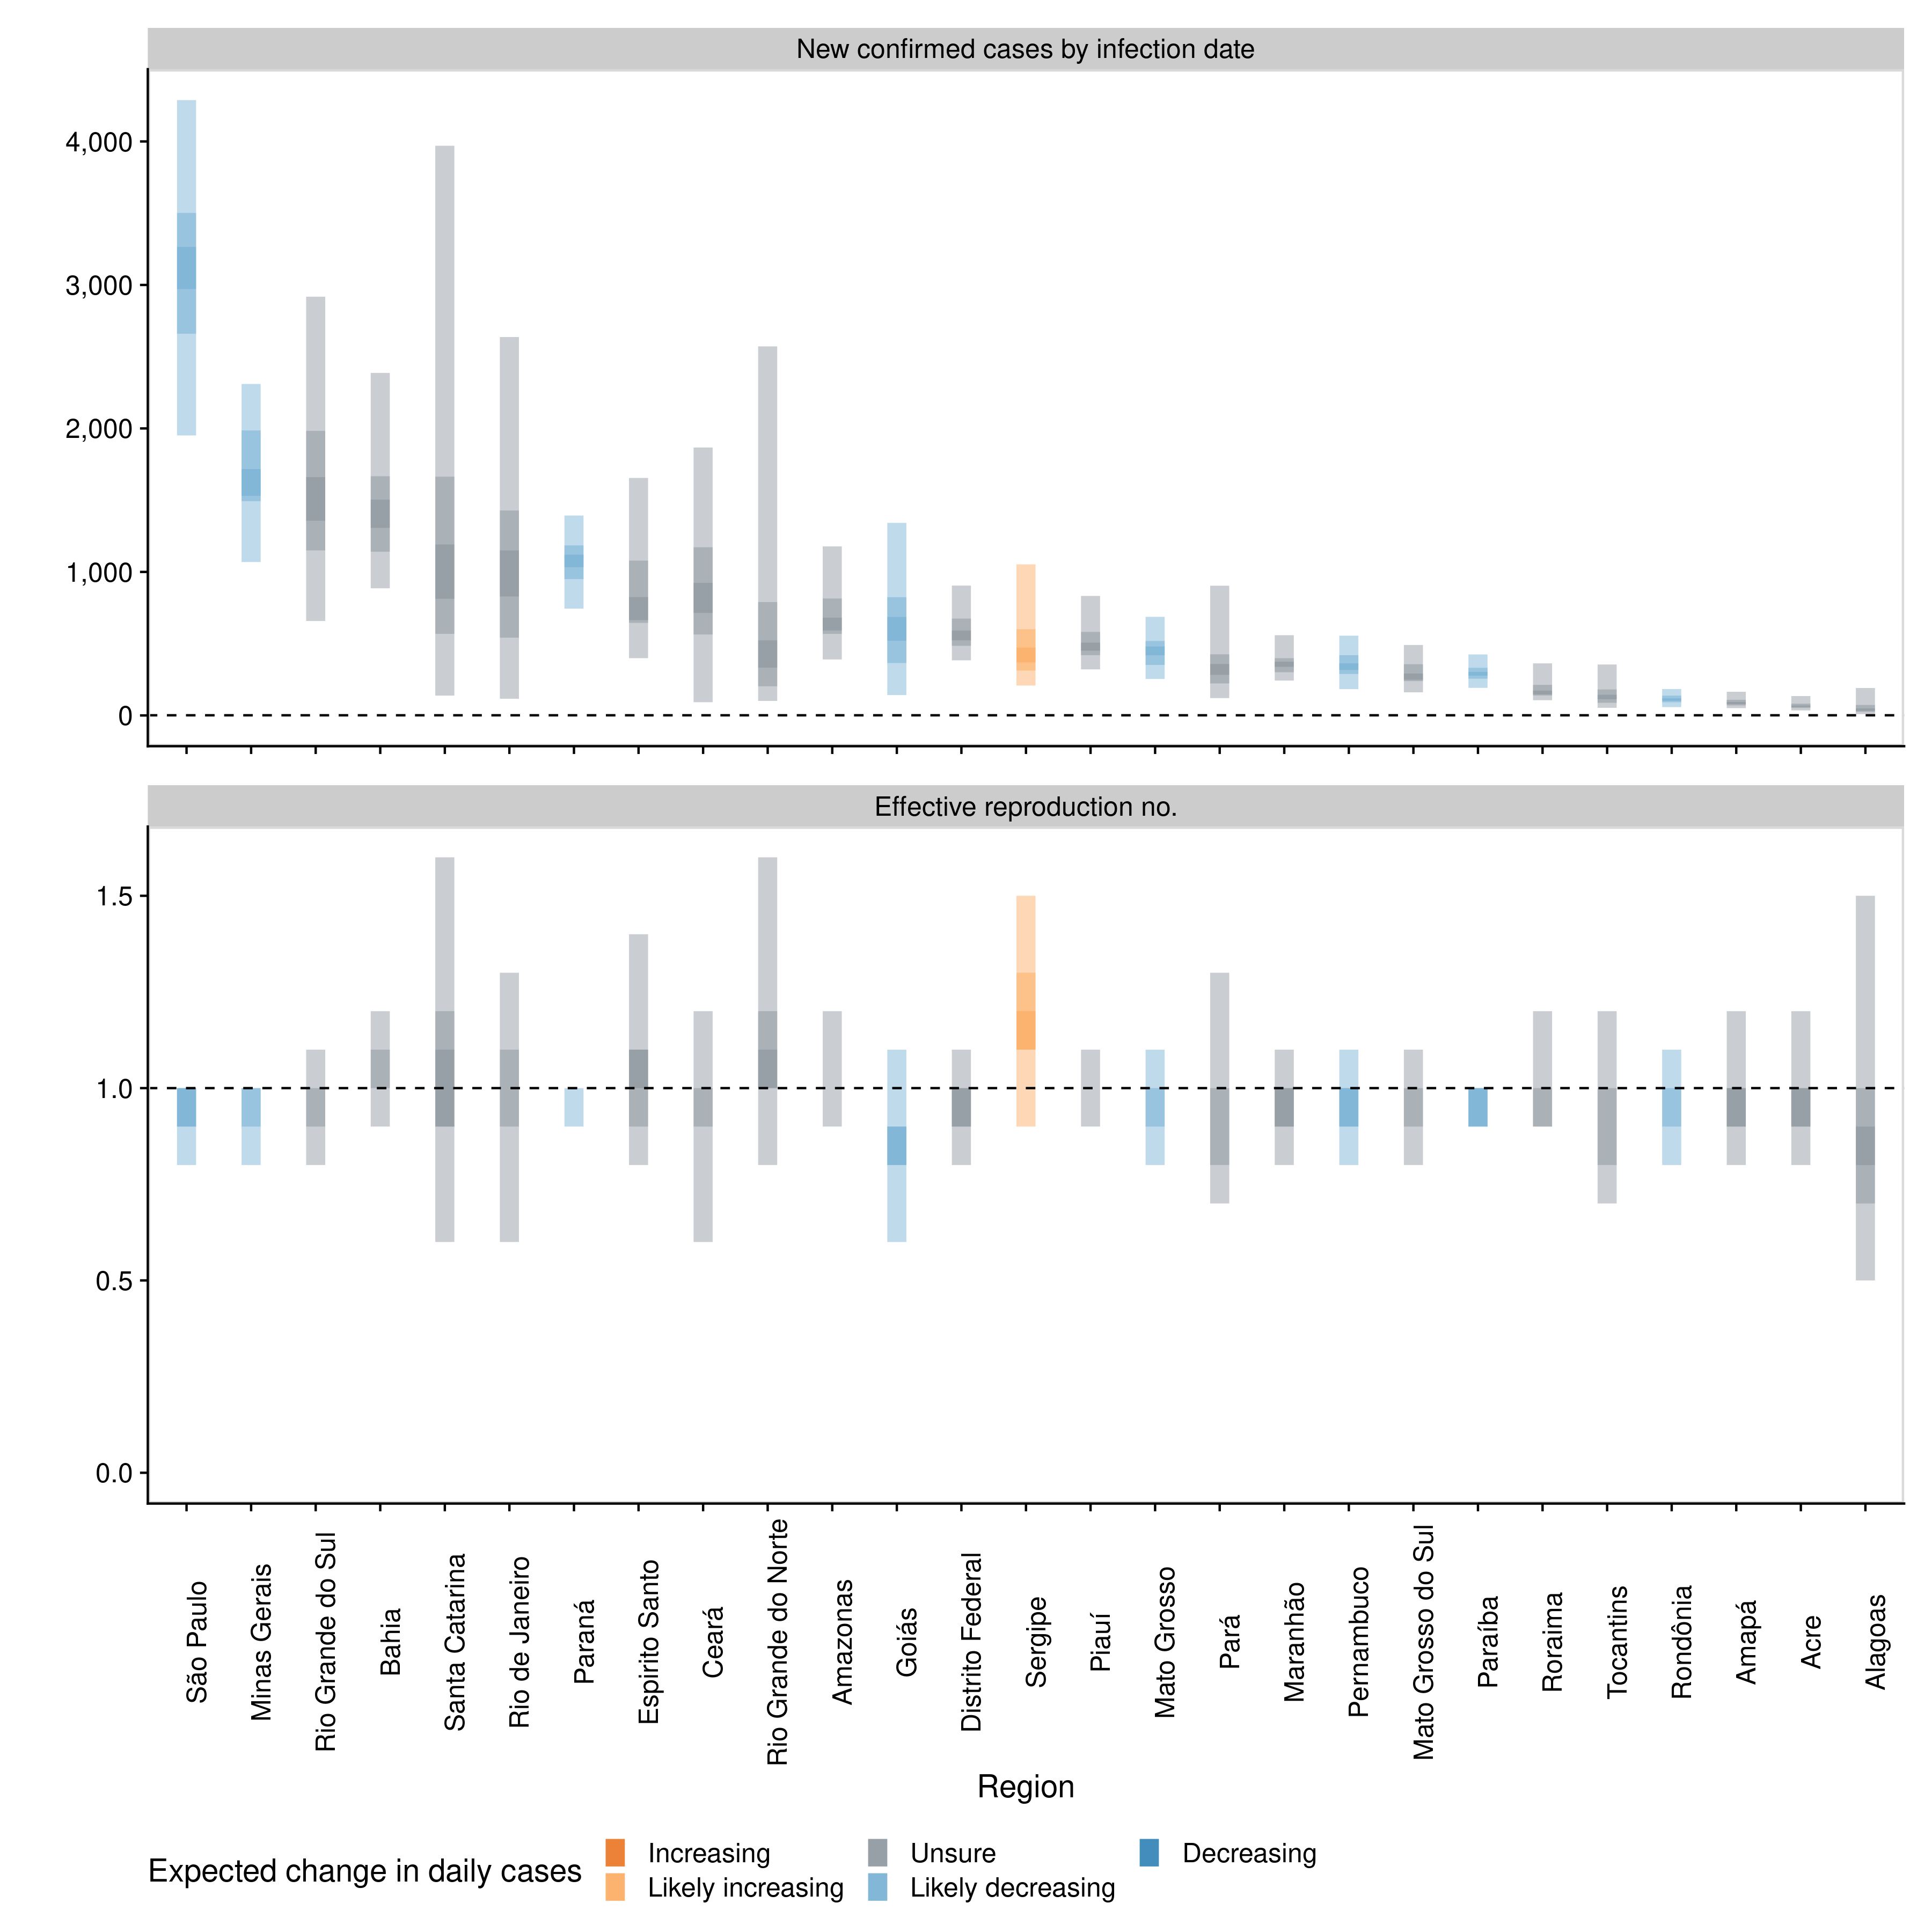 New confirmed cases by infection date
4,000
3,000
2,000
1,000
0
Effective reproduction no.
1.5
1.0
0.5
0.0
São Paulo
Minas Gerais
Rio Grande do Sul
Bahia
Santa Catarina
Rio de Janeiro
Paraná
Espirito Santo
Ceará
Rio Grande do Norte
Amazonas
Goiás
Distrito Federal
Sergipe
Piauí
Mato Grosso
Pará
Maranhão
Pernambuco
Mato Grosso do Sul
Paraíba
Roraima
Tocantins
Rondônia
Amapá
Acre
Alagoas
Region
Expected change in daily cases
Increasing
Unsure
Decreasing
Likely increasing
Likely decreasing